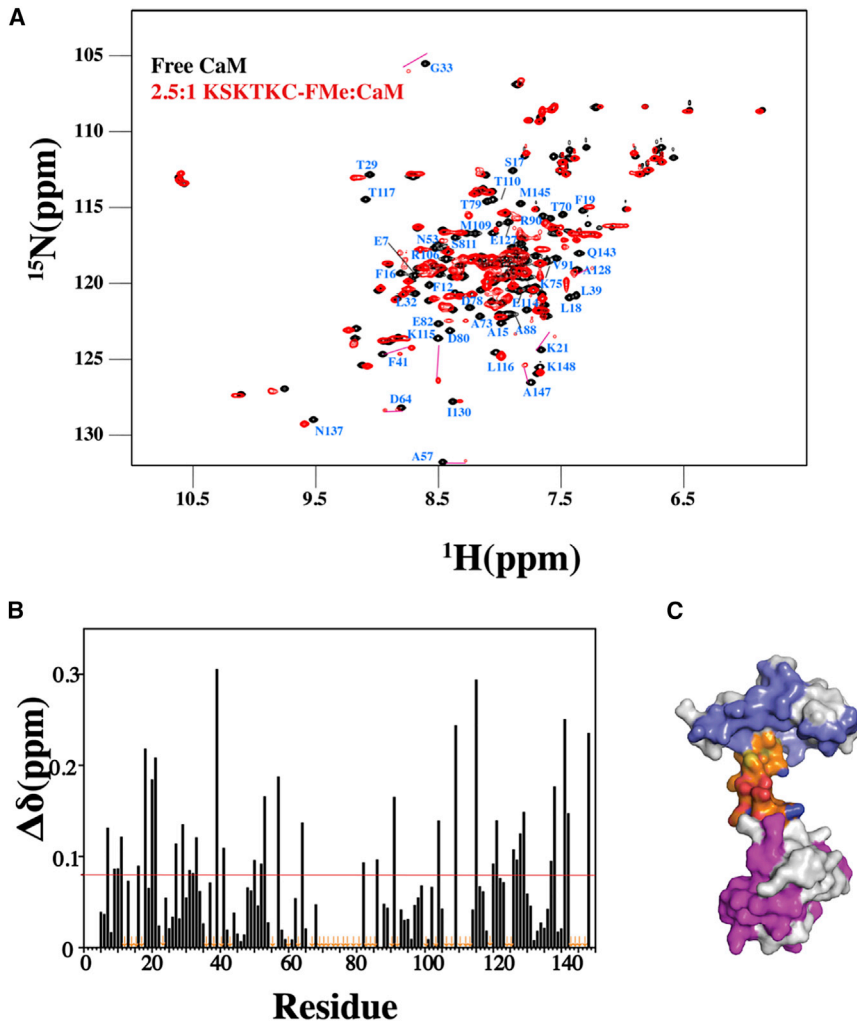 A
Free CaM
2.5:1 KSKTKC-FMe:CaM
105
110
115
120
125
130
15N(ppm)
10.5 9.5 8.5 7.5 6.5
1H(ppm)
G33
T29
T117
S17
T110
M145
T79
T70
F19
M109
R90
E7
N53
S811
E127
R106
Q143
F16
F12
V91
A128
K75
L32
D78
E114
L39
L18
E82
A73
A15
A88
K115
D80
K21
F41
L116
K148
A147
D64
I130
N137
A57
B
0.3
0.2
0.1
0
Δδ(ppm)
0 20 40 60 80 100 120 140
Residue
C